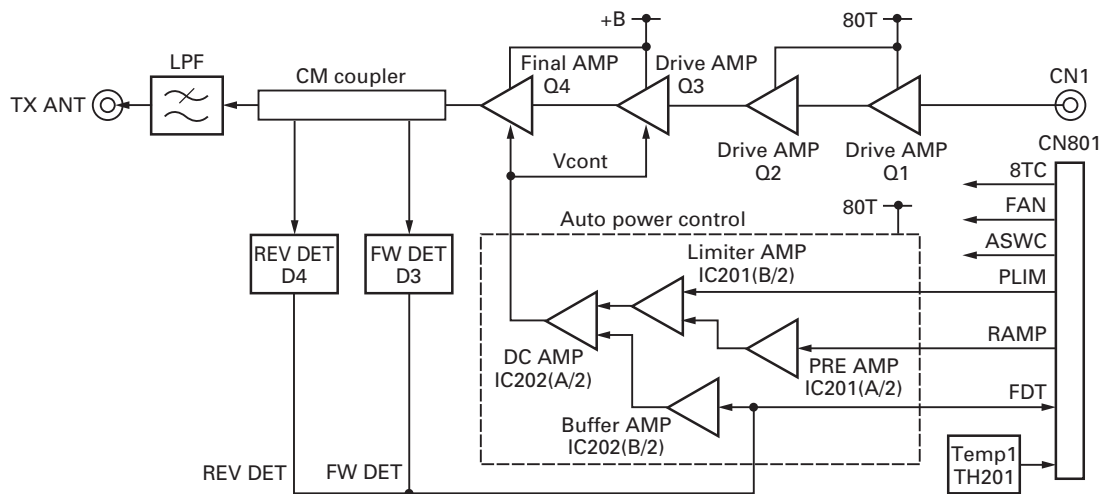 +B
80T
LPF
CM coupler
Final AMP
Q4
Drive AMP
Q3
CN1
TX ANT
CN801
Drive AMP
Q2
Drive AMP
Q1
Vcont
8TC
80T
FAN
Auto power control
ASWC
REV DET
D4
FW DET
D3
Limiter AMP
IC201(B/2)
PLIM
RAMP
DC AMP
IC202(A/2)
PRE AMP
IC201(A/2)
FDT
Buffer AMP
IC202(B/2)
Temp1
TH201
REV DET
FW DET